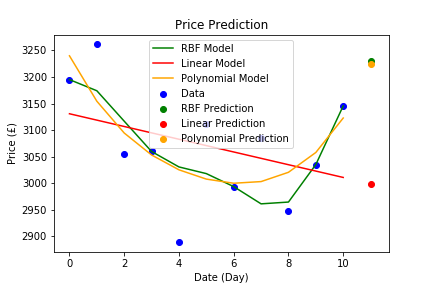 Price Prediction
RBF Model
Linear Model
Polynomial Model
Data
RBF Prediction
Linear Prediction
Polynomial Prediction
Price (£)
3250
3200
3150
3100
3050
3000
2950
2900
0 2 4 6 8 10
Date (Day)